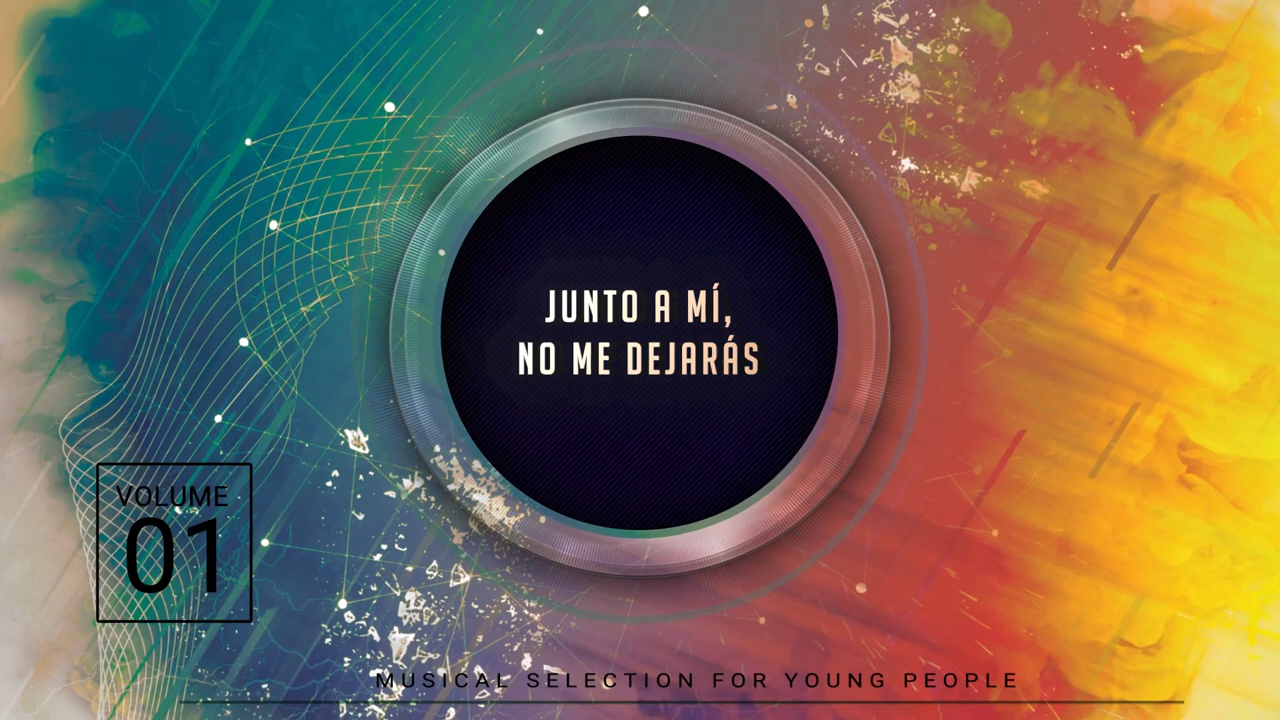 JUNTO A MÍ,
NO ME DEJARÁS
VOLUME
01
MUSICAL SELECTION FOR YOUNG PEOPLE